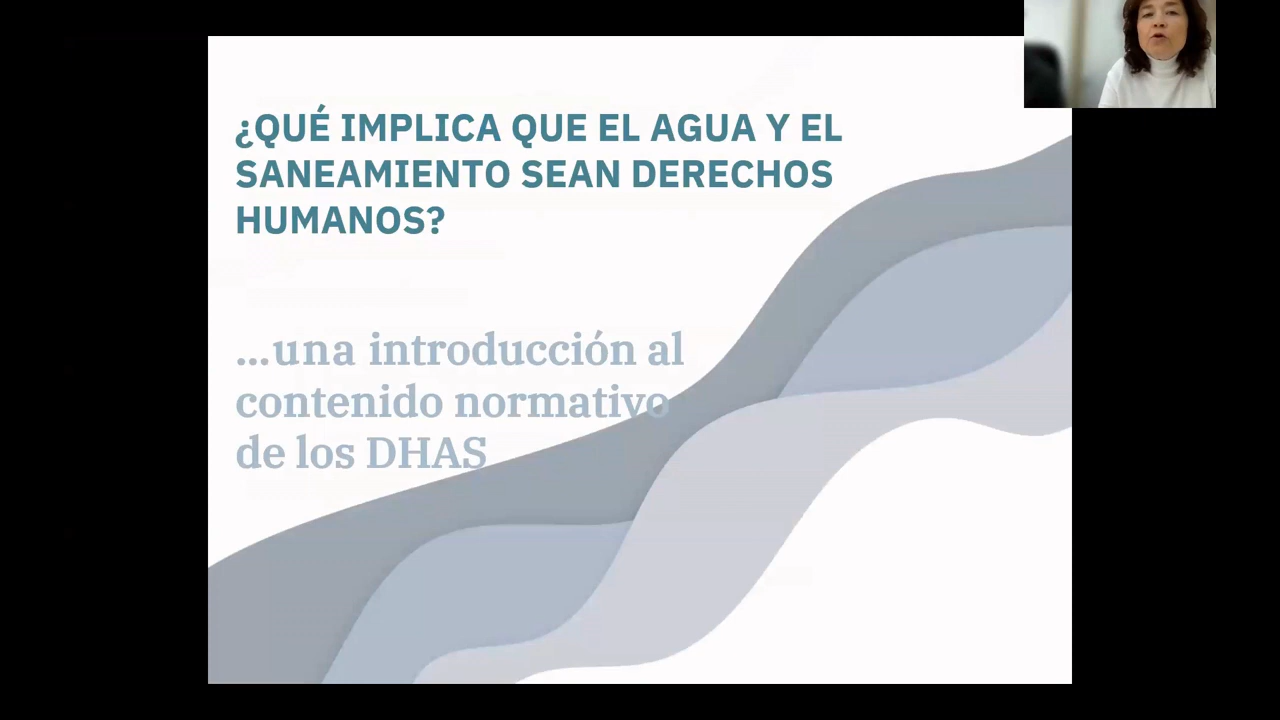 ¿QUÉ IMPLICA QUE EL AGUA Y EL
SANEAMIENTO SEAN DERECHOS
HUMANOS?
...una introducción al
contenido normativo
de los DHAS